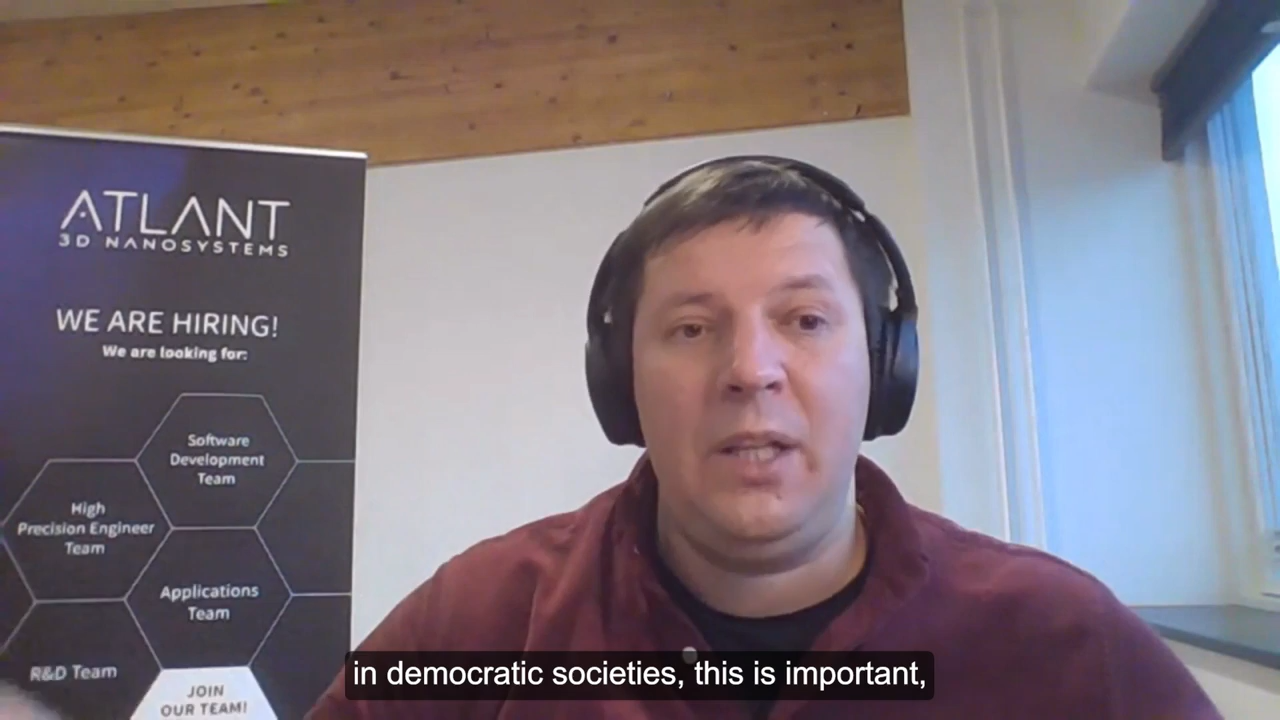 ATLANT
3D NANOSYSTEMS
WE ARE HIRING!
We are looking for:
Software
Development
Team
High
Precision Engineer
Team
Applications
Team
R&D Team
JOIN
OUR TEAM!
in democratic societies, this is important,